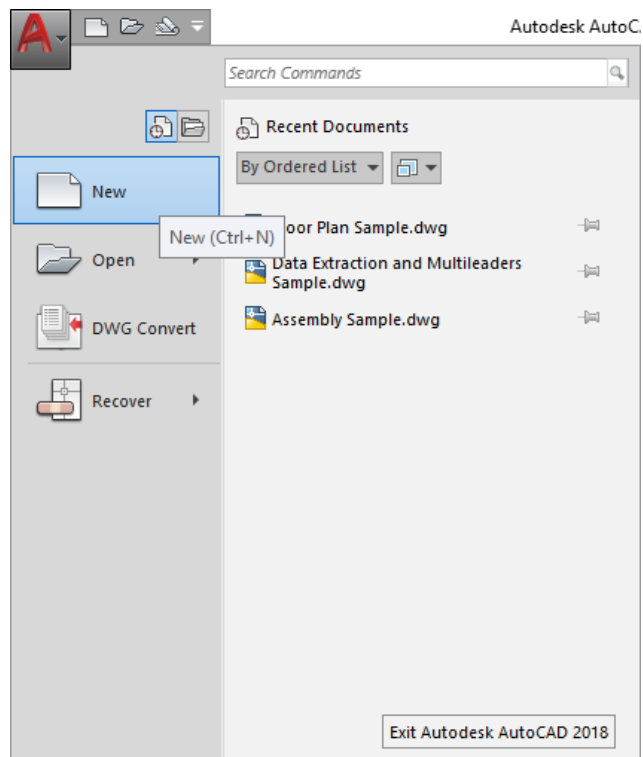 Autodesk AutoC
Search Commands
Recent Documents
By Ordered List
New
New (Ctrl+N)
oor Plan Sample.dwg
Open
Data Extraction and Multileaders
Sample.dwg
DWG Convert
Assembly Sample.dwg
Recover
Exit Autodesk AutoCAD 2018